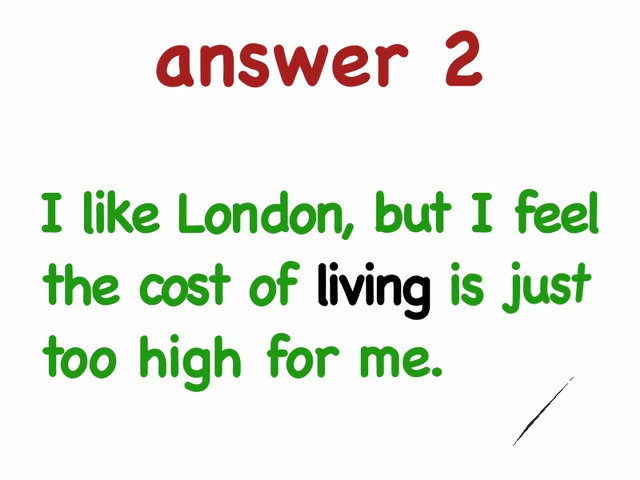 answer 2
I like London, but I feel
the cost of living is just
too high for me.